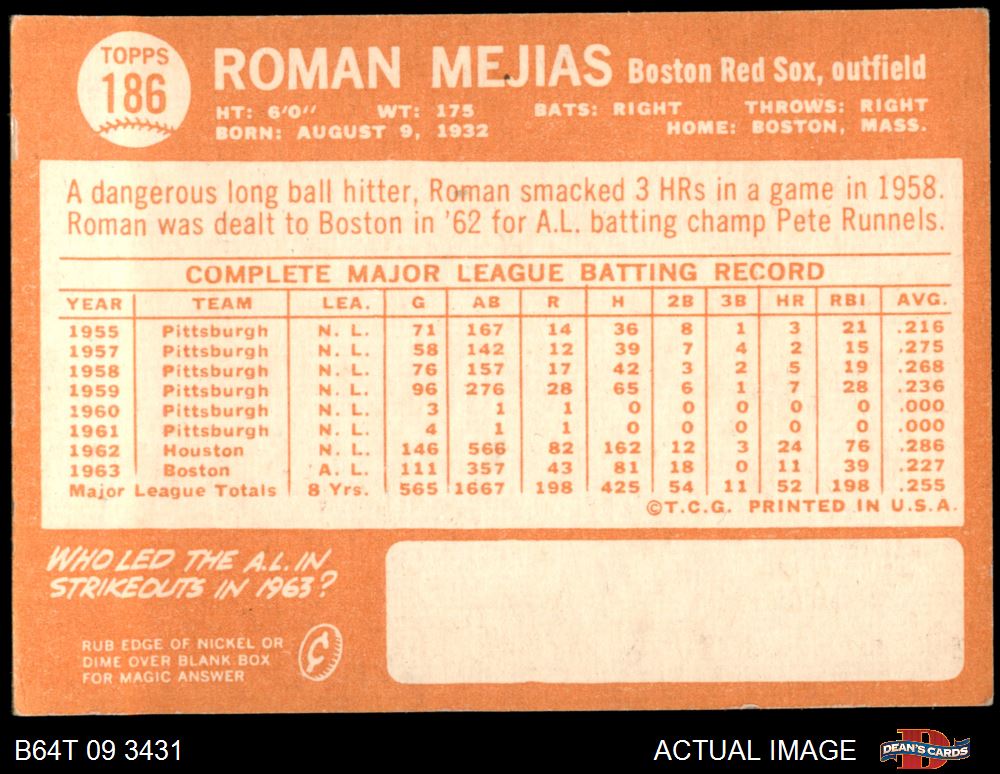 TOPPS
186
ROMAN MEJIAS Boston Red Sox, outfield
HT: 6'0" WT: 175 BATS: RIGHT THROWS: RIGHT
BORN: AUGUST 9, 1932 HOME: BOSTON, MASS.
A dangerous long ball hitter, Roman smacked 3 HRs in a game in 1958.
Roman was dealt to Boston in '62 for A.L. batting champ Pete Runnels.
COMPLETE MAJOR LEAGUE BATTING RECORD
YEAR TEAM LEA. G AB R H 2B 3B HR RBI AVG.
1955 Pittsburgh N. L. 71 167 14 36 8 1 3 21 .216
1957 Pittsburgh N. L. 58 142 12 39 7 4 2 15 .275
1958 Pittsburgh N. L. 76 157 17 42 3 2 5 19 .268
1959 Pittsburgh N. L. 96 276 28 65 6 1 7 28 .236
1960 Pittsburgh N. L. 3 1 1 0 0 0 0 0 .000
1961 Pittsburgh N. L. 4 1 1 0 0 0 0 0 .000
1962 Houston N. L. 146 566 82 162 12 3 24 76 .286
1963 Boston A. L. 111 357 43 81 18 0 11 39 .227
Major League Totals 8 Yrs. 565 1667 198 425 54 11 52 198 .255
©T.C.G. PRINTED IN U.S.A.
WHO LED THE A.L. IN
STRIKEOUTS IN 1963?
RUB EDGE OF NICKEL OR
DIME OVER BLANK BOX
FOR MAGIC ANSWER
¢
B64T 09 3431 ACTUAL IMAGE DEAN'S CARDS